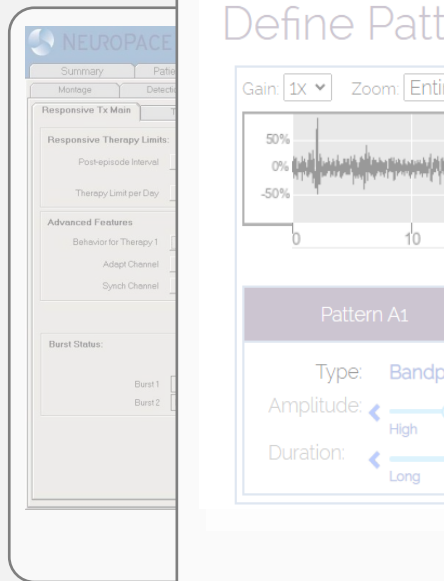 NEUROPACE
Summary
Montage
Responsive Tx Main
Responsive Therapy Limits:
Post-episode Interval
Therapy Limit per Day
Advanced Features
Behavior for Therapy 1
Adapt Channel
Synch Channel
Burst Status:
Burst 1
Burst 2
Define
Gain: 1x Zoom:
50%
0%
-50%
0 10
Pattern A1
Type:
Amplitude:
High
Duration:
Long